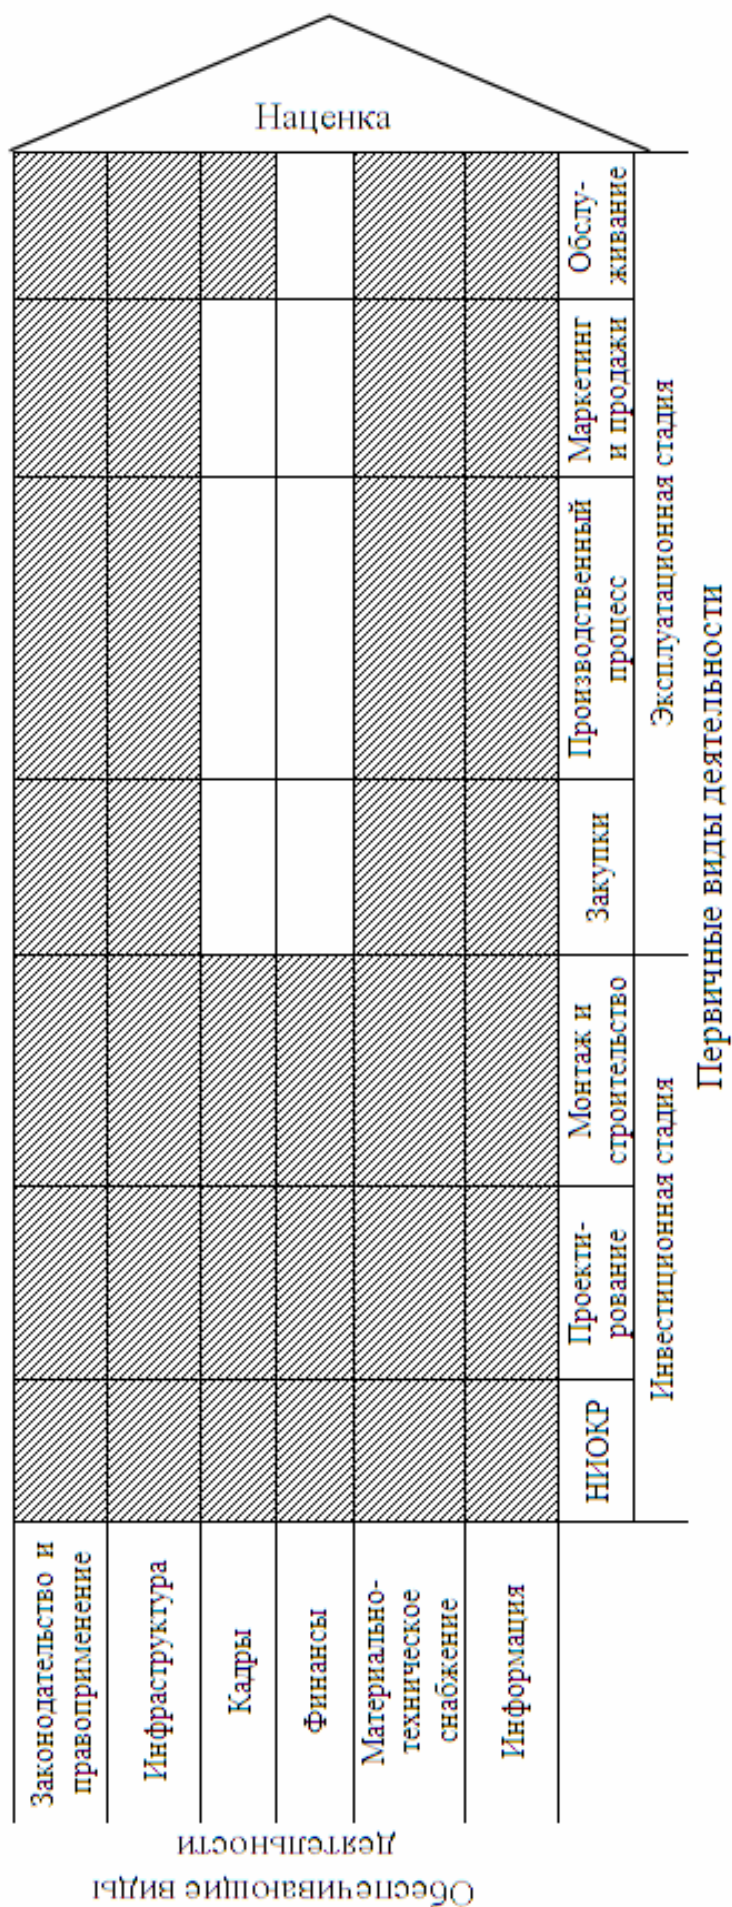 Обеспечивающие виды
деятельности
Законодательство и
правоприменение
Инфраструктура
Кадры
Финансы
Материально-
техническое
снабжение
Информация
НИОКР
Проекти-
рование
Монтаж и
строительство
Закупки
Производственный
процесс
Маркетинг
и продажи
Обслу-
живание
Наценка
Инвестиционная стадия
Эксплуатационная стадия
Первичные виды деятельности